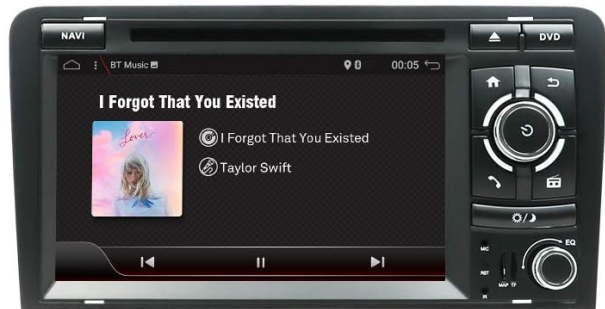 NAVI
DVD
BT Music
00:05
I Forgot That You Existed
Lover
I Forgot That You Existed
Taylor Swift
EQ
MIC
RST
MAP TF
IR